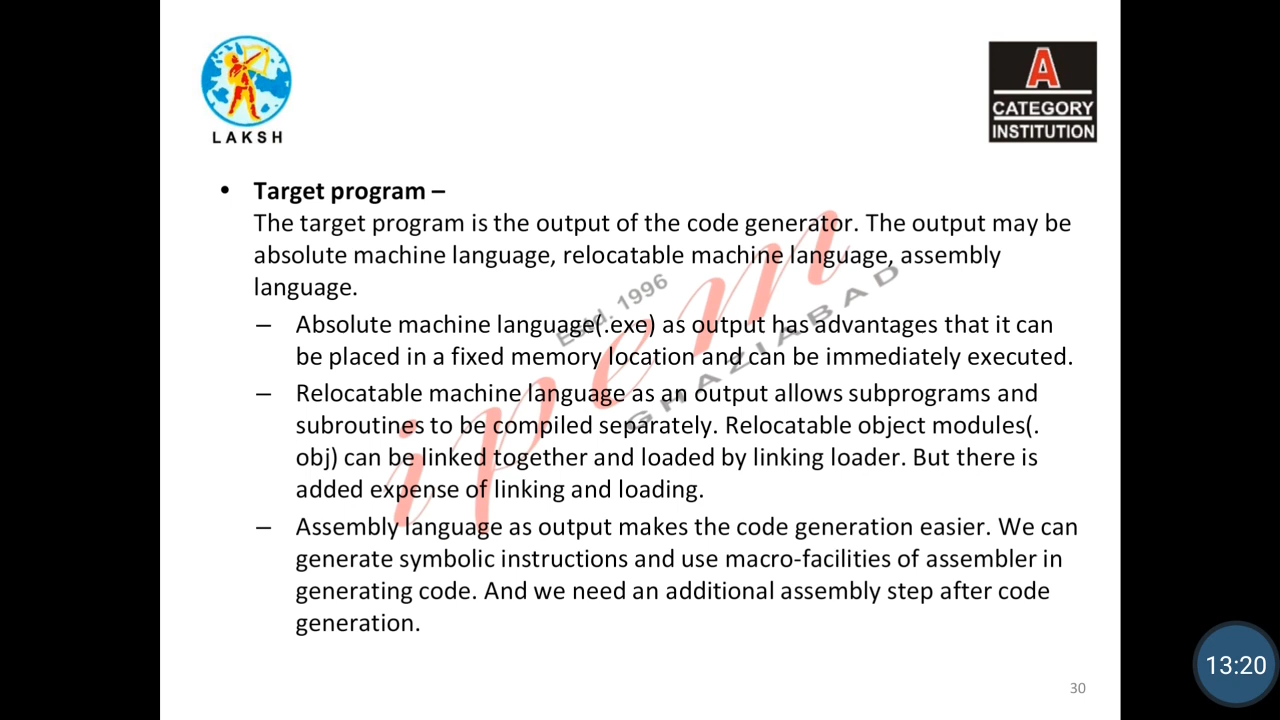 LAKSH
A
CATEGORY
INSTITUTION
• Target program –
The target program is the output of the code generator. The output may be
absolute machine language, relocatable machine language, assembly
language.
– Absolute machine language(.exe) as output has advantages that it can
be placed in a fixed memory location and can be immediately executed.
– Relocatable machine language as an output allows subprograms and
subroutines to be compiled separately. Relocatable object modules(.
obj) can be linked together and loaded by linking loader. But there is
added expense of linking and loading.
– Assembly language as output makes the code generation easier. We can
generate symbolic instructions and use macro-facilities of assembler in
generating code. And we need an additional assembly step after code
generation.
ipem
Estd. 1996
GHAZIABAD
30
13:20